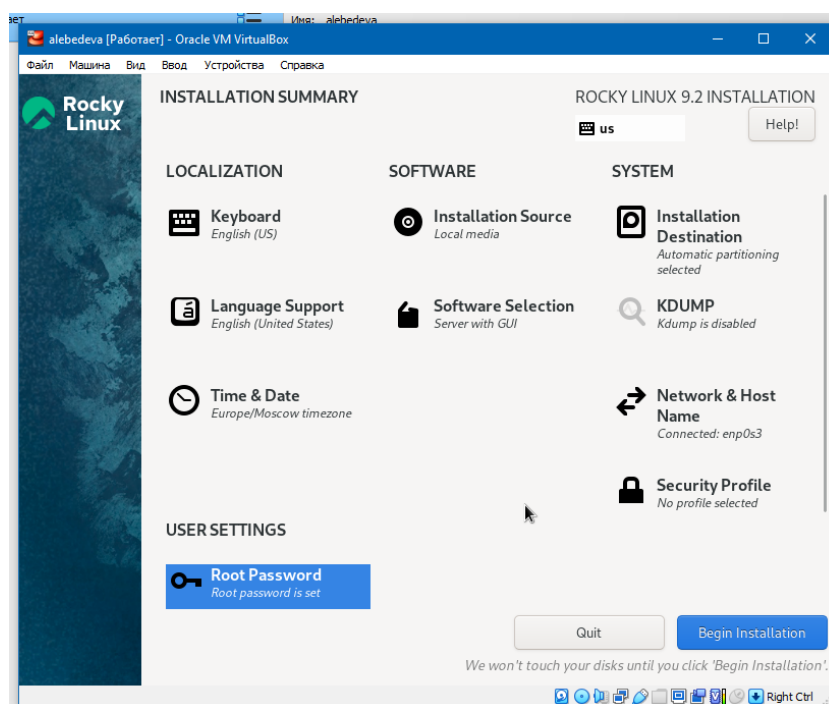 ает
Имя: alebedeva
alebedeva [Работает] - Oracle VM VirtualBox
Файл Машина Вид Ввод Устройства Справка
Rocky
Linux
INSTALLATION SUMMARY
ROCKY LINUX 9.2 INSTALLATION
us
Help!
LOCALIZATION
SOFTWARE
SYSTEM
Keyboard
English (US)
Installation Source
Local media
Installation
Destination
Automatic partitioning
selected
Language Support
English (United States)
Software Selection
Server with GUI
KDUMP
Kdump is disabled
Time & Date
Europe/Moscow timezone
Network & Host
Name
Connected: enp0s3
Security Profile
No profile selected
USER SETTINGS
Root Password
Root password is set
Quit
Begin Installation
We won't touch your disks until you click 'Begin Installation'.
Right Ctrl